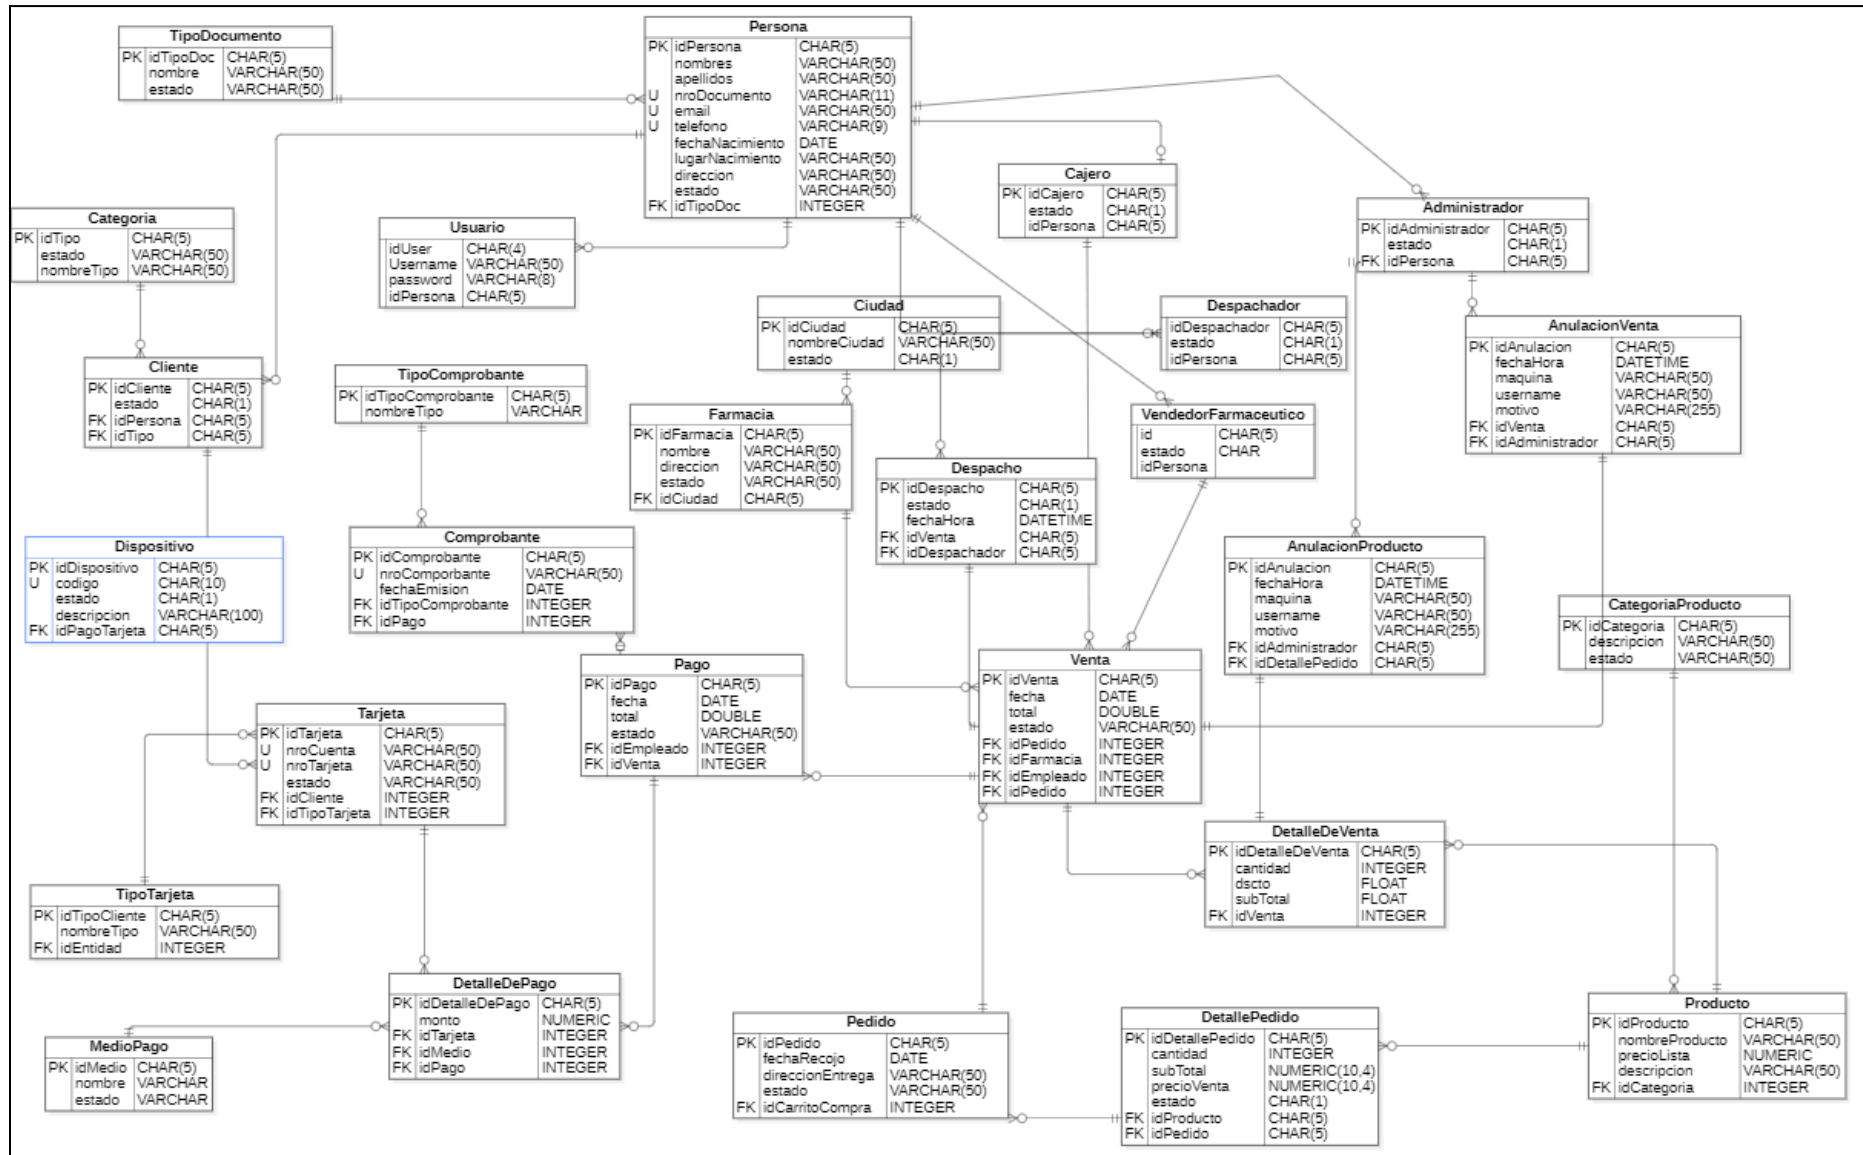 Persona
PK idPersona CHAR(5)
nombres VARCHAR(50)
apellidos VARCHAR(50)
U nroDocumento VARCHAR(11)
U email VARCHAR(50)
U telefono VARCHAR(9)
fechaNacimiento DATE
lugarNacimiento VARCHAR(50)
direccion VARCHAR(50)
estado VARCHAR(50)
FK idTipoDoc INTEGER
TipoDocumento
PK idTipoDoc CHAR(5)
nombre VARCHAR(50)
estado VARCHAR(50)
Cajero
PK idCajero CHAR(5)
estado CHAR(1)
idPersona CHAR(5)
Administrador
PK idAdministrador CHAR(5)
estado CHAR(1)
FK idPersona CHAR(5)
Categoria
PK idTipo CHAR(5)
estado VARCHAR(50)
nombreTipo VARCHAR(50)
Usuario
idUser CHAR(4)
Username VARCHAR(50)
password VARCHAR(8)
idPersona CHAR(5)
Ciudad
PK idCiudad CHAR(5)
nombreCiudad VARCHAR(50)
estado CHAR(1)
Despachador
idDespachador CHAR(5)
estado CHAR(1)
idPersona CHAR(5)
AnulacionVenta
PK idAnulacion CHAR(5)
fechaHora DATETIME
maquina VARCHAR(50)
username VARCHAR(50)
motivo VARCHAR(255)
FK idVenta CHAR(5)
FK idAdministrador CHAR(5)
Cliente
PK idCliente CHAR(5)
estado CHAR(1)
FK idPersona CHAR(5)
FK idTipo CHAR(5)
TipoComprobante
PK idTipoComprobante CHAR(5)
nombreTipo VARCHAR
Farmacia
PK idFarmacia CHAR(5)
nombre VARCHAR(50)
direccion VARCHAR(50)
estado VARCHAR(50)
FK idCiudad CHAR(5)
VendedorFarmaceutico
id CHAR(5)
estado CHAR
idPersona
Despacho
PK idDespacho CHAR(5)
estado CHAR(1)
fechaHora DATETIME
FK idVenta CHAR(5)
FK idDespachador CHAR(5)
Dispositivo
PK idDispositivo CHAR(5)
U codigo CHAR(10)
estado CHAR(1)
descripcion VARCHAR(100)
FK idPagoTarjeta CHAR(5)
Comprobante
PK idComprobante CHAR(5)
U nroComporbante VARCHAR(50)
fechaEmision DATE
FK idTipoComprobante INTEGER
FK idPago INTEGER
AnulacionProducto
PK idAnulacion CHAR(5)
fechaHora DATETIME
maquina VARCHAR(50)
username VARCHAR(50)
motivo VARCHAR(255)
FK idAdministrador CHAR(5)
FK idDetallePedido CHAR(5)
CategoriaProducto
PK idCategoria CHAR(5)
descripcion VARCHAR(50)
estado VARCHAR(50)
Pago
PK idPago CHAR(5)
fecha DATE
total DOUBLE
estado VARCHAR(50)
FK idEmpleado INTEGER
FK idVenta INTEGER
Venta
PK idVenta CHAR(5)
fecha DATE
total DOUBLE
estado VARCHAR(50)
FK idPedido INTEGER
FK idFarmacia INTEGER
FK idEmpleado INTEGER
FK idPedido INTEGER
Tarjeta
PK idTarjeta CHAR(5)
U nroCuenta VARCHAR(50)
U nroTarjeta VARCHAR(50)
estado VARCHAR(50)
FK idCliente INTEGER
FK idTipoTarjeta INTEGER
DetalleDeVenta
PK idDetalleDeVenta CHAR(5)
cantidad INTEGER
dscto FLOAT
subTotal FLOAT
FK idVenta INTEGER
TipoTarjeta
PK idTipoCliente CHAR(5)
nombreTipo VARCHAR(50)
FK idEntidad INTEGER
DetalleDePago
PK idDetalleDePago CHAR(5)
monto NUMERIC
FK idTarjeta INTEGER
FK idMedio INTEGER
FK idPago INTEGER
MedioPago
PK idMedio CHAR(5)
nombre VARCHAR
estado VARCHAR
Pedido
PK idPedido CHAR(5)
fechaRecojo DATE
direccionEntrega VARCHAR(50)
estado VARCHAR(50)
FK idCarritoCompra INTEGER
DetallePedido
PK idDetallePedido CHAR(5)
cantidad INTEGER
subTotal NUMERIC(10,4)
precioVenta NUMERIC(10,4)
estado CHAR(1)
FK idProducto CHAR(5)
FK idPedido CHAR(5)
Producto
PK idProducto CHAR(5)
nombreProducto VARCHAR(50)
precioLista NUMERIC
descripcion VARCHAR(50)
FK idCategoria INTEGER